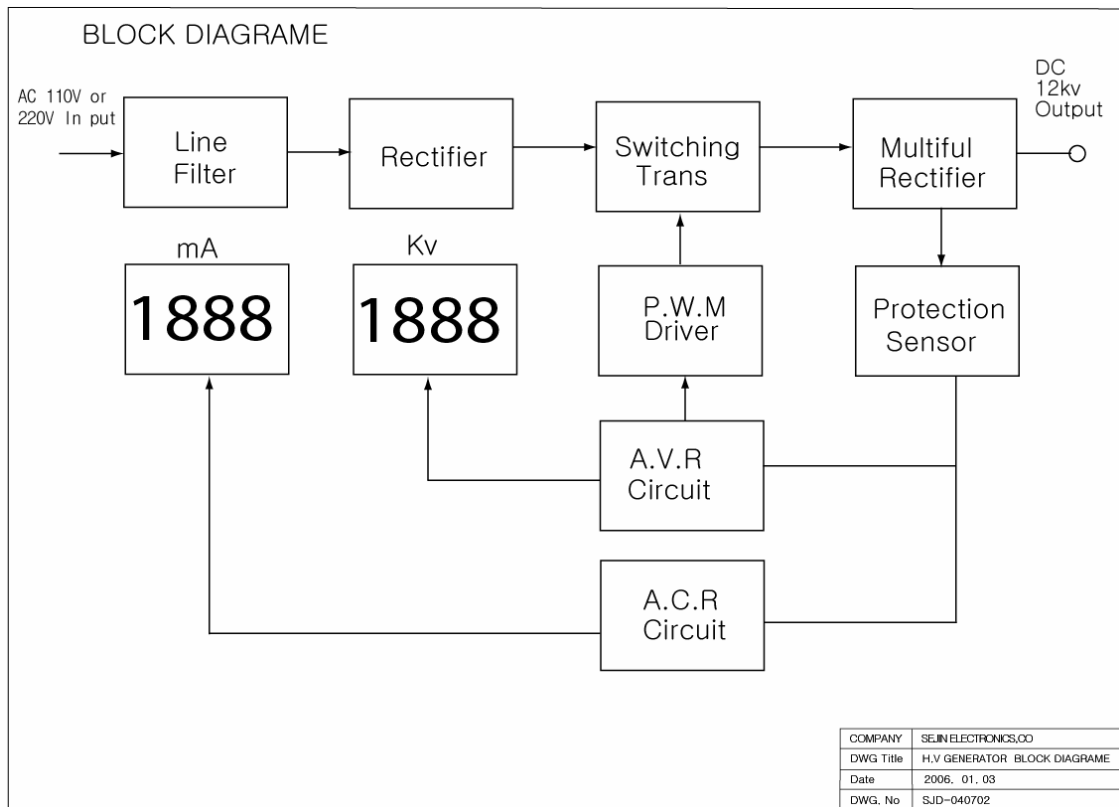 BLOCK DIAGRAME
AC 110V or
220V In put
Line
Filter
Rectifier
Switching
Trans
Multiful
Rectifier
DC
12kv
Output
mA
1888
Kv
1888
P.W.M
Driver
Protection
Sensor
A.V.R
Circuit
A.C.R
Circuit
COMPANY SEJIN ELECTRONICS,CO
DWG Title H.V GENERATOR BLOCK DIAGRAME
Date 2006. 01. 03
DWG. No SJD-040702